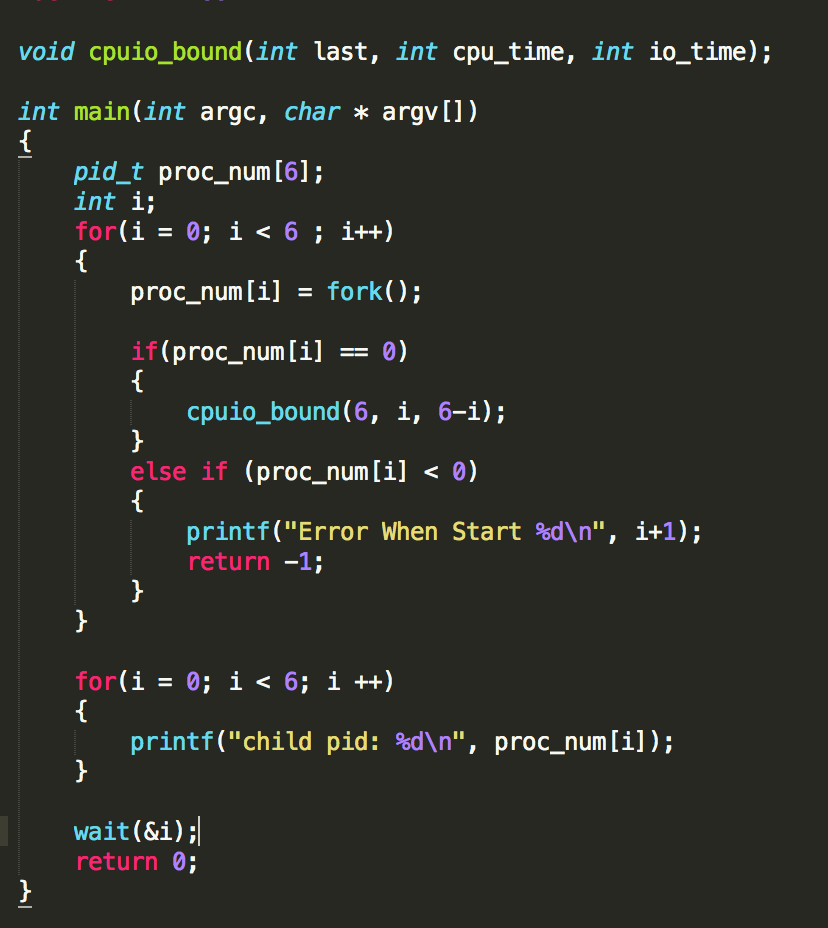 void cpuio_bound(int last, int cpu_time, int io_time);
int main(int argc, char * argv[])
{
pid_t proc_num[6];
int i;
for(i = 0; i < 6 ; i++)
{
proc_num[i] = fork();
if(proc_num[i] == 0)
{
cpuio_bound(6, i, 6-i);
}
else if (proc_num[i] < 0)
{
printf("Error When Start %d\n", i+1);
return -1;
}
}
for(i = 0; i < 6; i ++)
{
printf("child pid: %d\n", proc_num[i]);
}
wait(&i);
return 0;
}